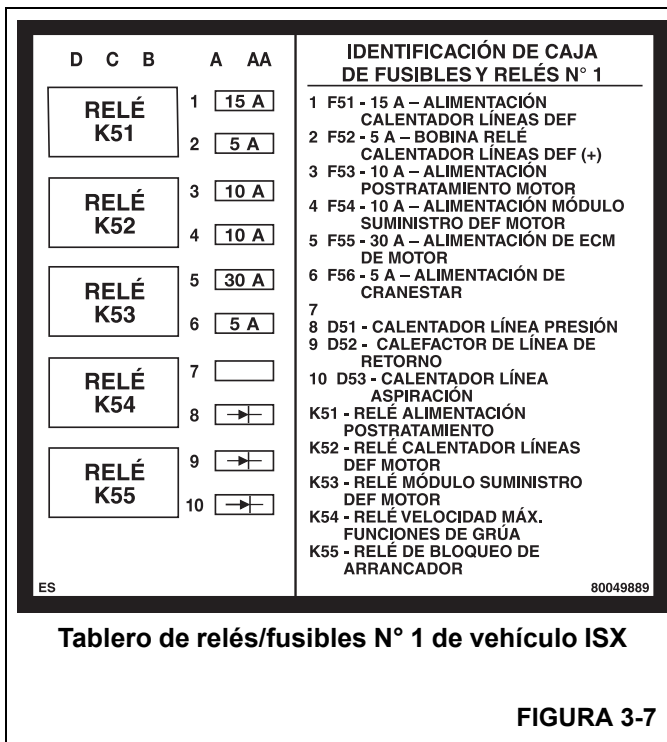 D C B A AA
RELÉ
K51
RELÉ
K52
RELÉ
K53
RELÉ
K54
RELÉ
K55
1 15 A
2 5 A
3 10 A
4 10 A
5 30 A
6 5 A
7
8
9
10
ES
IDENTIFICACIÓN DE CAJA
DE FUSIBLES Y RELÉS N° 1
1 F51 - 15 A – ALIMENTACIÓN
CALENTADOR LÍNEAS DEF
2 F52 - 5 A – BOBINA RELÉ
CALENTADOR LÍNEAS DEF (+)
3 F53 - 10 A – ALIMENTACIÓN
POSTRATAMIENTO MOTOR
4 F54 - 10 A – ALIMENTACIÓN MÓDULO
SUMINISTRO DEF MOTOR
5 F55 - 30 A – ALIMENTACIÓN DE ECM
DE MOTOR
6 F56 - 5 A – ALIMENTACIÓN DE
CRANESTAR
7
8 D51 - CALENTADOR LÍNEA PRESIÓN
9 D52 - CALEFACTOR DE LÍNEA DE
RETORNO
10 D53 - CALENTADOR LÍNEA
ASPIRACIÓN
K51 - RELÉ ALIMENTACIÓN
POSTRATAMIENTO
K52 - RELÉ CALENTADOR LÍNEAS
DEF MOTOR
K53 - RELÉ MÓDULO SUMINISTRO
DEF MOTOR
K54 - RELÉ VELOCIDAD MÁX.
FUNCIONES DE GRÚA
K55 - RELÉ DE BLOQUEO DE
ARRANCADOR
80049889
Tablero de relés/fusibles N° 1 de vehículo ISX
FIGURA 3-7